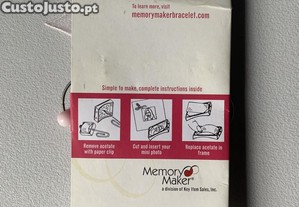 CustoJusto.pt
To learn more, visit
memorymakerbracelet.com
Simple to make, complete instructions inside
Remove acetate
with paper clip
Cut and insert your
mini photo
Replace acetate in
frame
Memory
Maker®
a division of Key Item Sales, Inc.